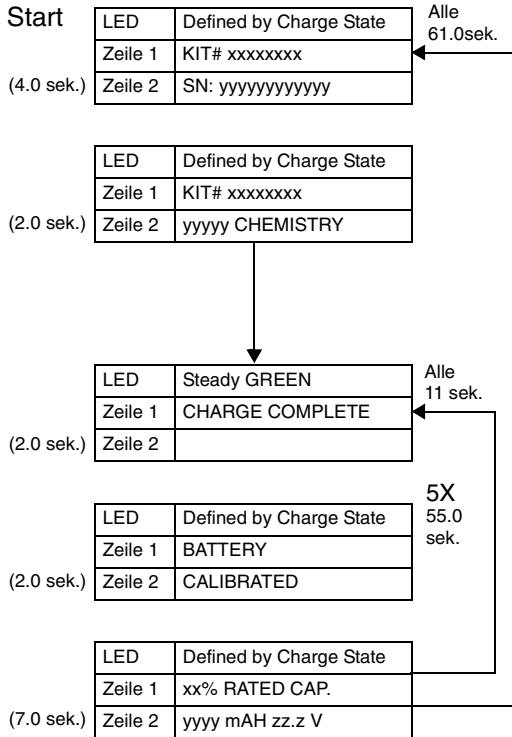 Start
LED Defined by Charge State
Alle
61.0sek.
Zeile 1 KIT# xxxxxxxx
(4.0 sek.) Zeile 2 SN: yyyyyyyyyyyy
LED Defined by Charge State
Zeile 1 KIT# xxxxxxxx
(2.0 sek.) Zeile 2 yyyyy CHEMISTRY
LED Steady GREEN
Alle
11 sek.
Zeile 1 CHARGE COMPLETE
(2.0 sek.) Zeile 2
5X
55.0
sek.
LED Defined by Charge State
Zeile 1 BATTERY
(2.0 sek.) Zeile 2 CALIBRATED
LED Defined by Charge State
Zeile 1 xx% RATED CAP.
(7.0 sek.) Zeile 2 yyyy mAH zz.z V